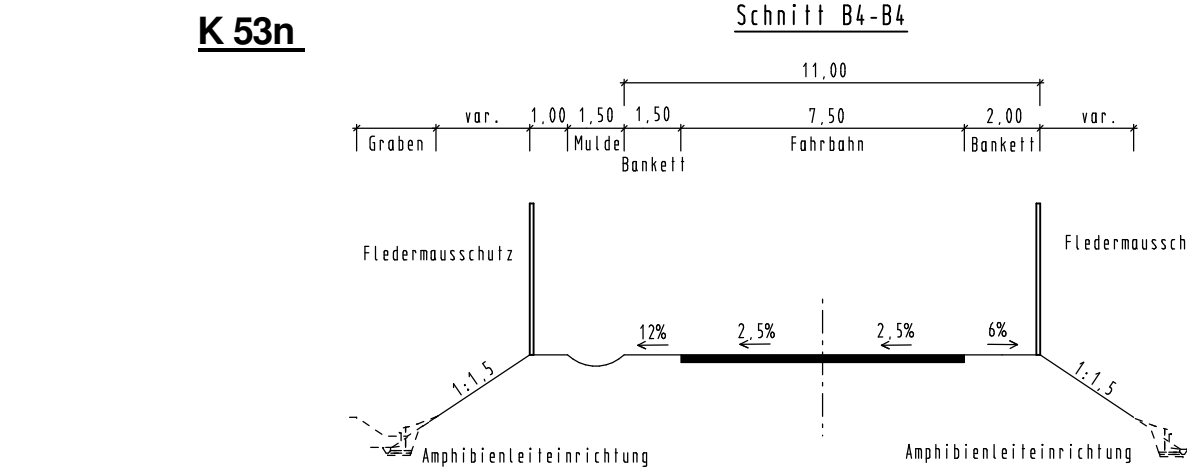 K 53n
Schnitt B4-B4
11,00
var. 1,00 1,50 1,50 7,50 2,00 var.
Graben Mulde Fahrbahn Bankett
Bankett
Fledermausschutz Fledermaussch
12% 2,5% 2,5% 6%
1:1,5 1:1,5
Amphibienleiteinrichtung Amphibienleiteinrichtung